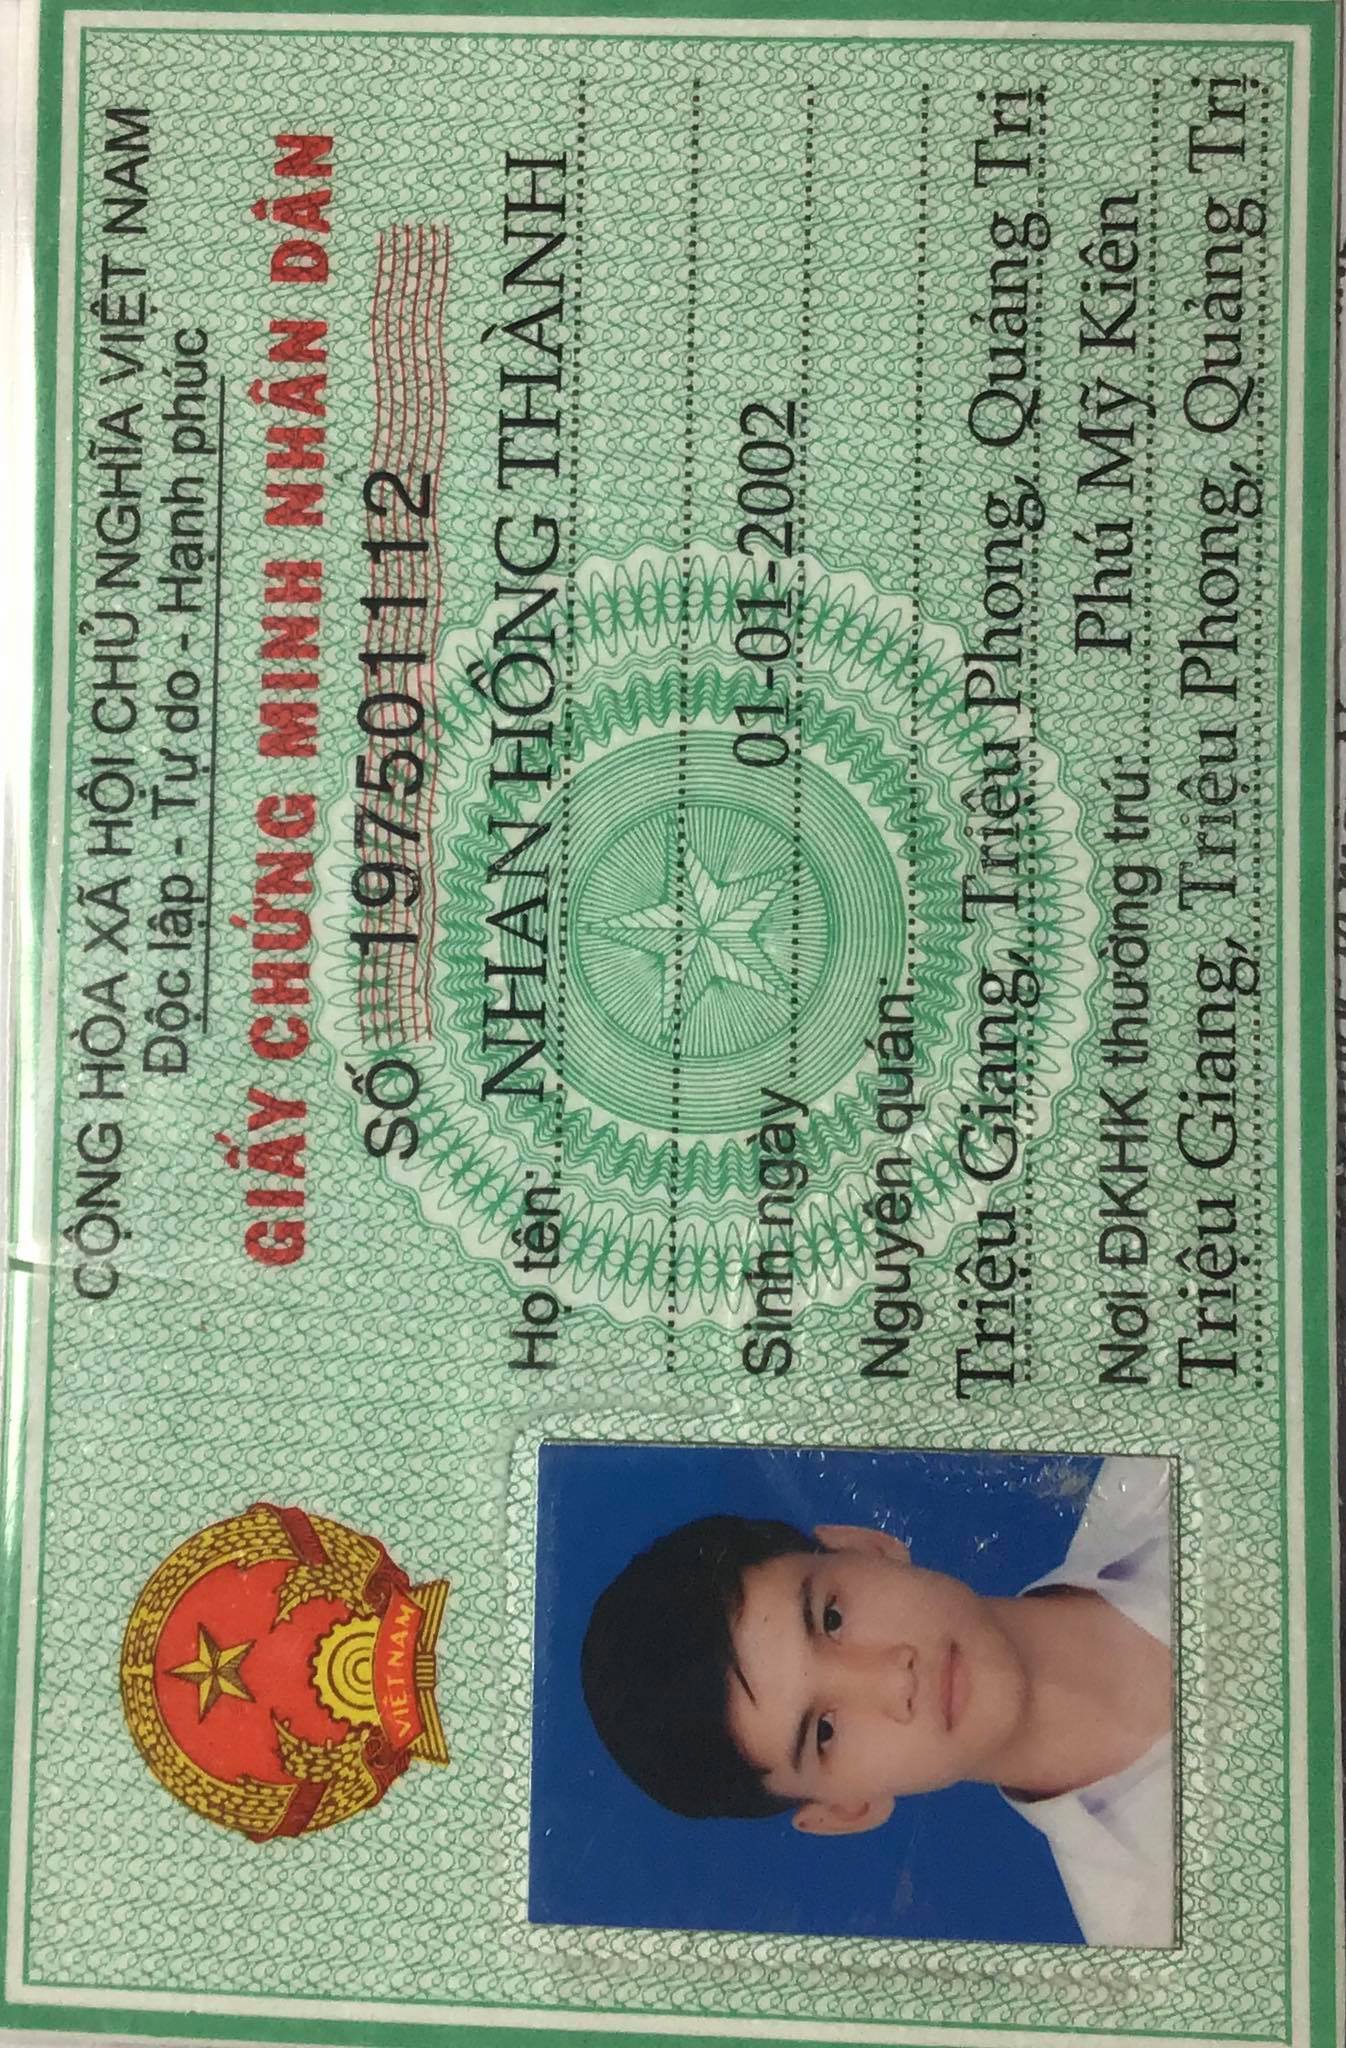 CỘNG HÒA XÃ HỘI CHỦ NGHĨA VIỆT NAM
Độc lập - Tự do - Hạnh phúc
GIẤY CHỨNG MINH NHÂN DÂN
SỐ 197501112
VIỆT NAM
Họ tên: NHAN HỒNG THÀNH
Sinh ngày 01-01-2002
Nguyên quán:
Triệu Giang, Triệu Phong, Quảng Trị
Nơi ĐKHK thường trú: Phú Mỹ Kiên
Triệu Giang, Triệu Phong, Quảng Trị